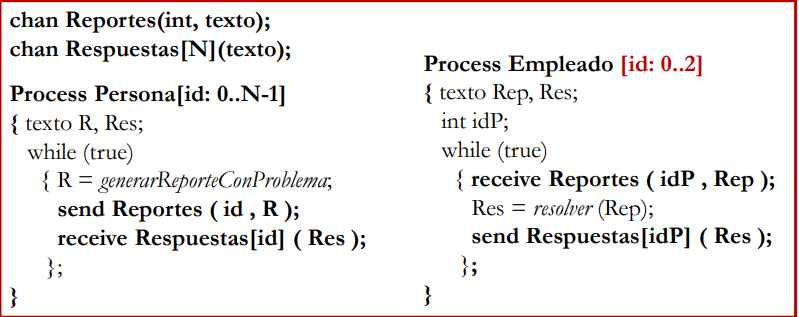 chan Reportes(int, texto);
chan Respuestas[N](texto);
Process Persona[id: 0..N-1]
{ texto R, Res;
while (true)
{ R = generarReporteConProblema;
send Reportes ( id , R );
receive Respuestas[id] ( Res );
};
}
Process Empleado [id: 0..2]
{ texto Rep, Res;
int idP;
while (true)
{ receive Reportes ( idP , Rep );
Res = resolver (Rep);
send Respuestas[idP] ( Res );
};
}